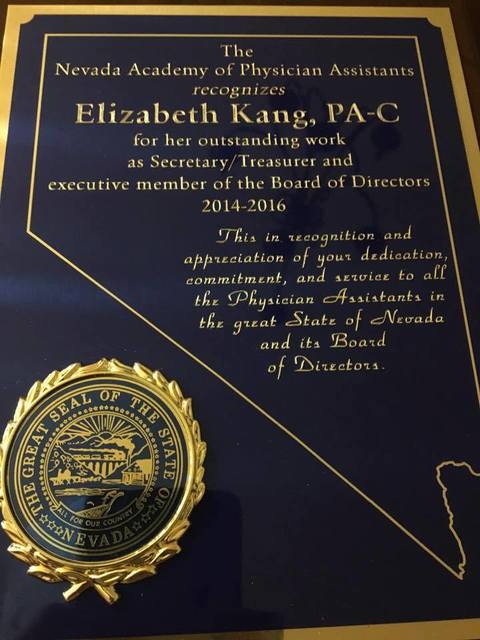 The
Nevada Academy of Physician Assistants
recognizes
Elizabeth Kang, PA-C
for her outstanding work
as Secretary/Treasurer and
executive member of the Board of Directors
2014-2016
This in recognition and
appreciation of your dedication,
commitment, and service to all
the Physician Assistants in
the great State of Nevada
and its Board
of Directors.
THE GREAT SEAL OF THE STATE OF
ALL FOR OUR COUNTRY
NEVADA